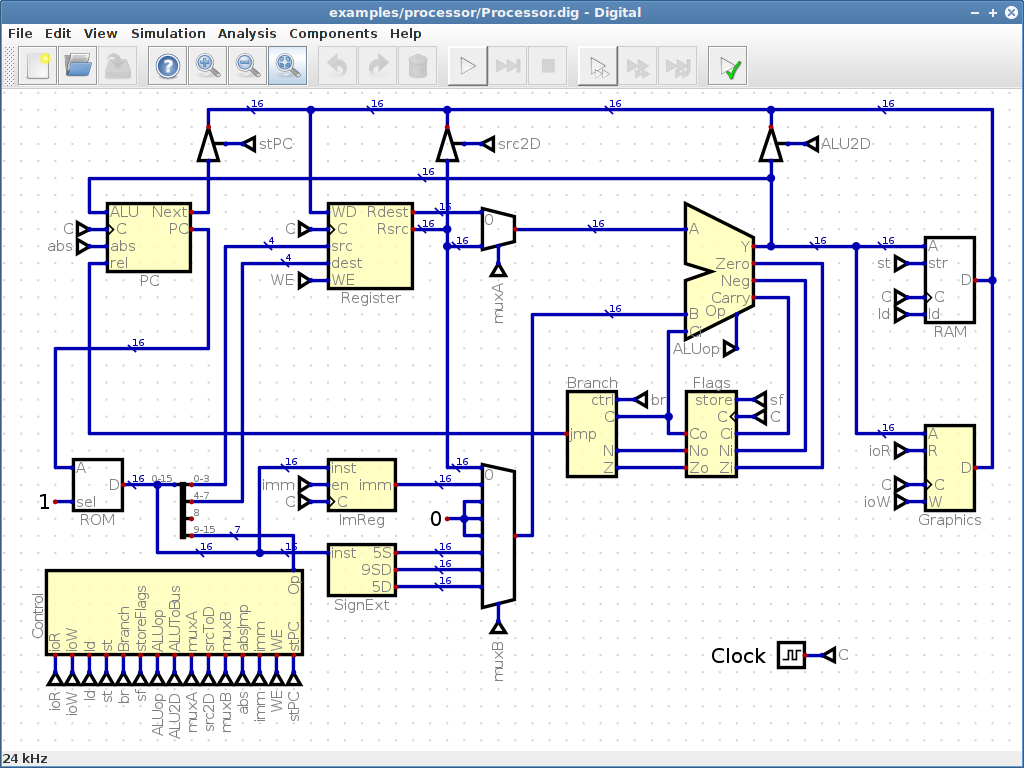 examples/processor/Processor.dig - Digital
File Edit View Simulation Analysis Components Help
16 16 16 16
stPC src2D ALU2D
16
ALU Next
C C PC
abs abs
rel
PC
WD Rdest 16
C C Rsrc 16
4 src
4 dest
WE WE
Register
0
16
16
muxA
16
A
Y
Zero
Neg
Carry
B Op
Ci
ALUop
16
16 16
A
st str
D
C C
ld ld
RAM
16
Branch
ctrl br
C
jmp
N
Z
Flags
store sf
C C
Co Ci
No Ni
Zo Zi
16
A
ioR R
D
C C
ioW W
Graphics
A
D 16
1 sel
ROM
0-15 0-3
4-7
8
9-15 7
16 16
16 inst
imm en imm 16
C C
ImReg
inst 5S 16
9SD 16
5D 16
SignExt
16
0
0
muxB
Control
Op
ioR ioW ld st Branch storeFlags ALUop ALUToBus muxA srcToD muxB absJmp imm WE stPC
ioR ioW ld st br sf ALUop ALU2D muxA src2D muxB abs imm WE stPC
Clock C
24 kHz